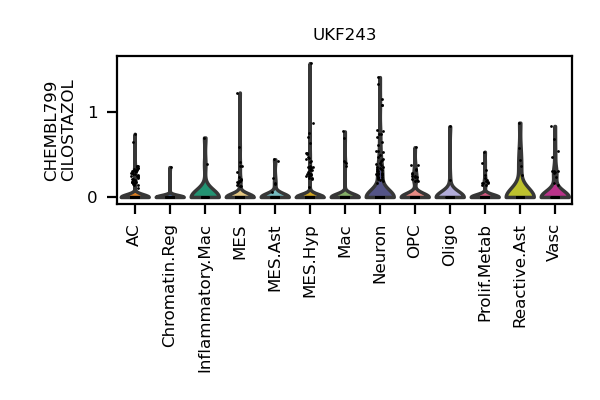 UKF243
CHEMBL799
CILOSTAZOL
1
0
AC
Chromatin.Reg
Inflammatory.Mac
MES
MES.Ast
MES.Hyp
Mac
Neuron
OPC
Oligo
Prolif.Metab
Reactive.Ast
Vasc